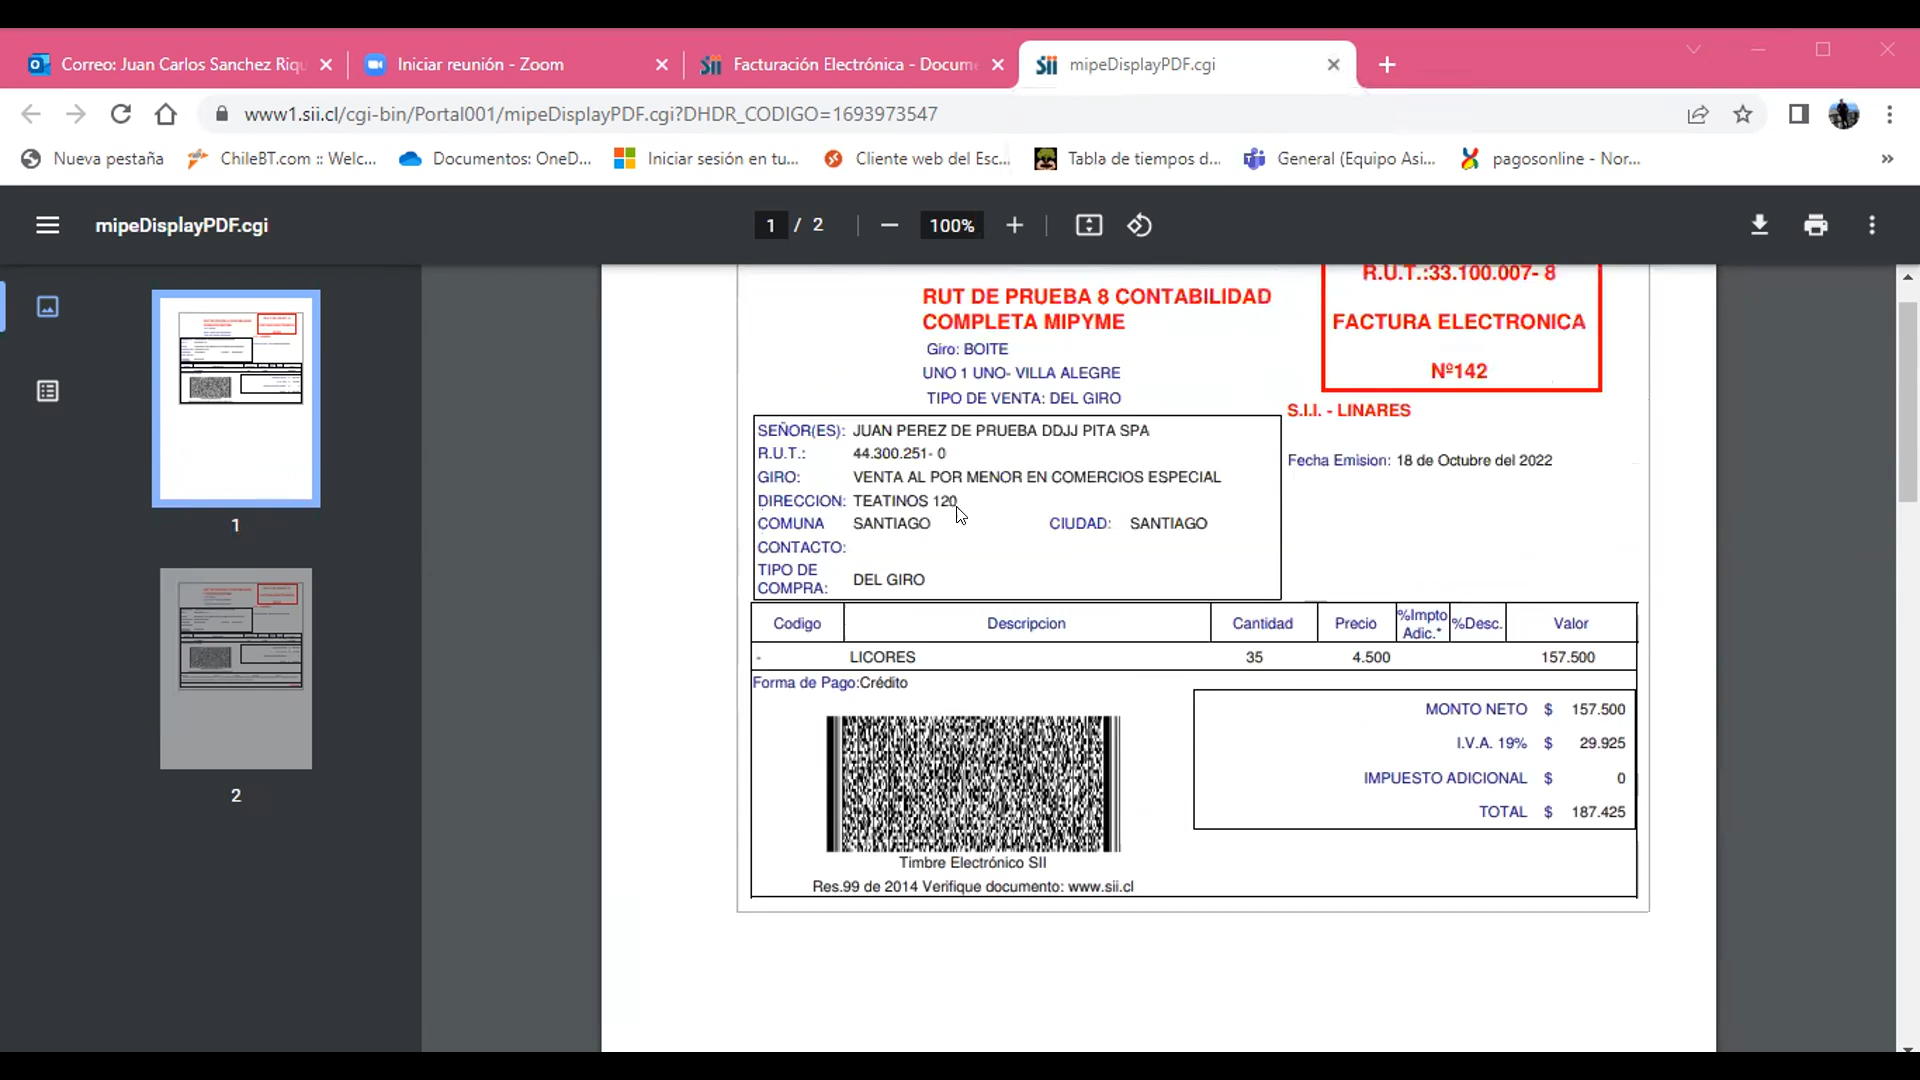 Correo: Juan Carlos Sanchez Riqu
Iniciar reunión - Zoom
Sii Facturación Electrónica - Docume
Sii mipeDisplayPDF.cgi
www1.sii.cl/cgi-bin/Portal001/mipeDisplayPDF.cgi?DHDR_CODIGO=1693973547
Nueva pestaña
ChileBT.com :: Welc...
Documentos: OneD...
Iniciar sesión en tu...
Cliente web del Esc...
Tabla de tiempos d...
General (Equipo Asi...
pagosonline - Nor...
»
mipeDisplayPDF.cgi
1 / 2
100%
1
2
R.U.T.:33.100.007- 8
FACTURA ELECTRONICA
Nº142
S.I.I. - LINARES
Fecha Emision: 18 de Octubre del 2022
RUT DE PRUEBA 8 CONTABILIDAD
COMPLETA MIPYME
Giro: BOITE
UNO 1 UNO- VILLA ALEGRE
TIPO DE VENTA: DEL GIRO
SEÑOR(ES): JUAN PEREZ DE PRUEBA DDJJ PITA SPA
R.U.T.: 44.300.251- 0
GIRO: VENTA AL POR MENOR EN COMERCIOS ESPECIAL
DIRECCION: TEATINOS 120
COMUNA SANTIAGO CIUDAD: SANTIAGO
CONTACTO:
TIPO DE
COMPRA: DEL GIRO
Codigo Descripcion Cantidad Precio %Impto Adic.* %Desc. Valor
- LICORES 35 4.500 157.500
Forma de Pago:Crédito
MONTO NETO $ 157.500
I.V.A. 19% $ 29.925
IMPUESTO ADICIONAL $ 0
TOTAL $ 187.425
Timbre Electrónico SII
Res.99 de 2014 Verifique documento: www.sii.cl